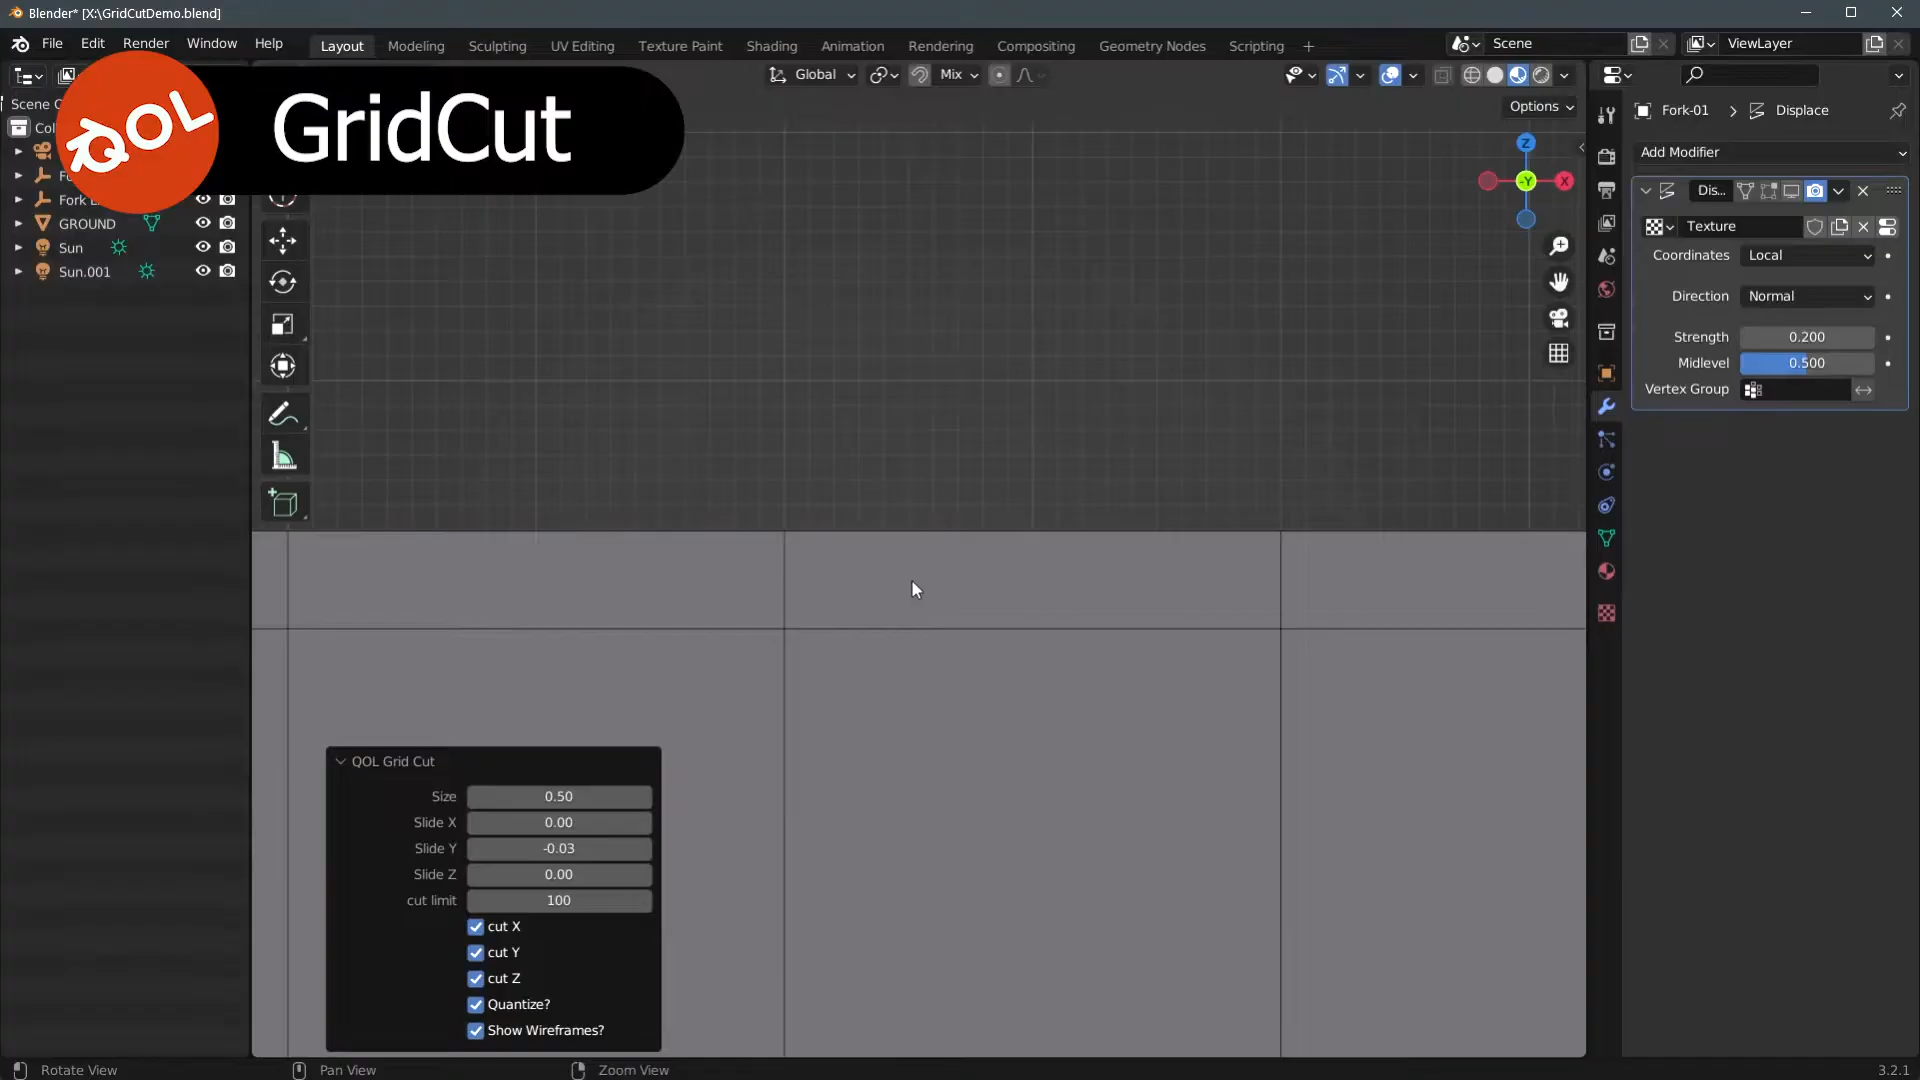 Blender* [X:\GridCutDemo.blend]
File Edit Render Window Help
Layout Modeling Sculpting UV Editing Texture Paint Shading Animation Rendering Compositing Geometry Nodes Scripting +
Scene
ViewLayer
Global
Mix
Options
QOL
GridCut
Scene C
Col
Fo
Fork E
GROUND
Sun
Sun.001
Z
-Y
X
Fork-01 > Displace
Add Modifier
Dis...
Texture
Coordinates Local
Direction Normal
Strength 0.200
Midlevel 0.500
Vertex Group
QOL Grid Cut
Size 0.50
Slide X 0.00
Slide Y -0.03
Slide Z 0.00
cut limit 100
cut X
cut Y
cut Z
Quantize?
Show Wireframes?
Rotate View
Pan View
Zoom View
3.2.1